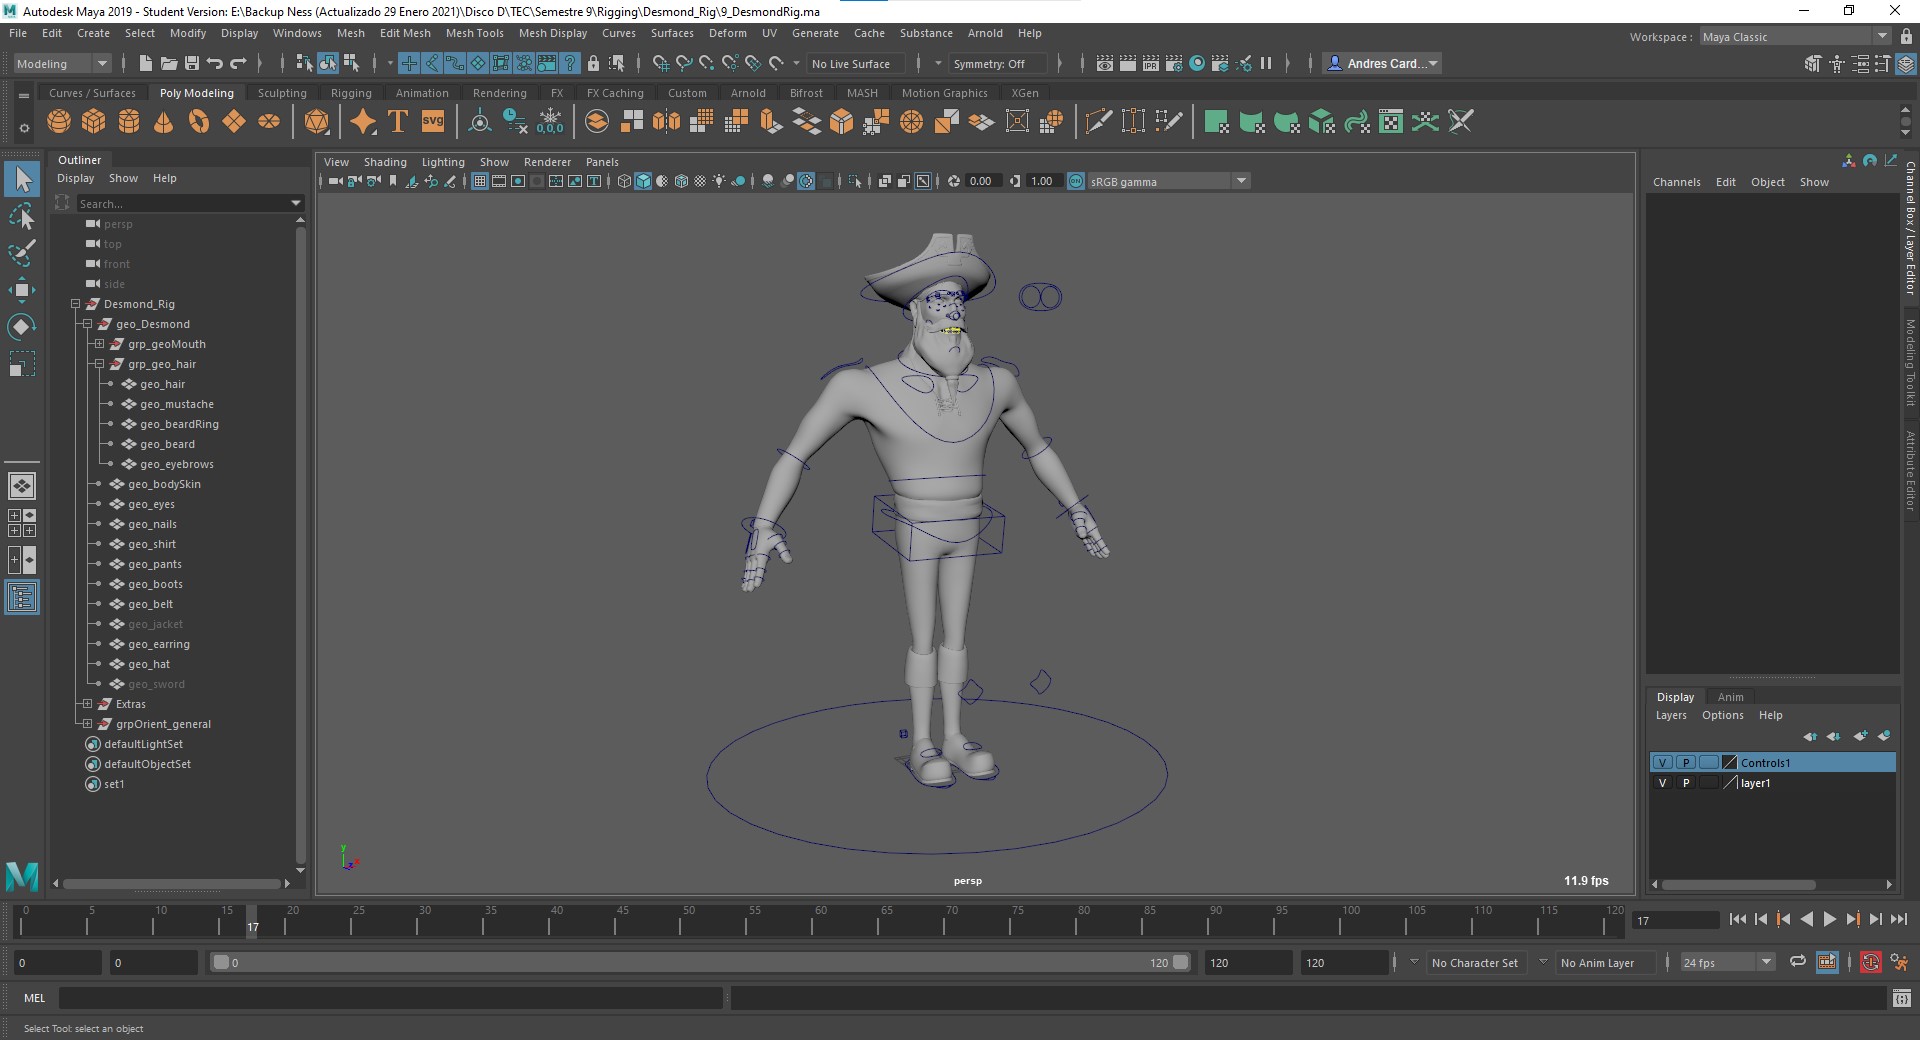 Autodesk Maya 2019 - Student Version: E:\Backup Ness (Actualizado 29 Enero 2021)\Disco D\TEC\Semestre 9\Rigging\Desmond_Rig\9_DesmondRig.ma
File Edit Create Select Modify Display Windows Mesh Edit Mesh Mesh Tools Mesh Display Curves Surfaces Deform UV Generate Cache Substance Arnold Help
Workspace : Maya Classic
Modeling No Live Surface Symmetry: Off IPR Andres Card...
Curves / Surfaces Poly Modeling Sculpting Rigging Animation Rendering FX FX Caching Custom Arnold Bifrost MASH Motion Graphics XGen
T svg 0,0,0
Outliner
Display Show Help
Search...
persp
top
front
side
Desmond_Rig
geo_Desmond
grp_geoMouth
grp_geo_hair
geo_hair
geo_mustache
geo_beardRing
geo_beard
geo_eyebrows
geo_bodySkin
geo_eyes
geo_nails
geo_shirt
geo_pants
geo_boots
geo_belt
geo_jacket
geo_earring
geo_hat
geo_sword
Extras
grpOrient_general
defaultLightSet
defaultObjectSet
set1
View Shading Lighting Show Renderer Panels
0.00 1.00 ON sRGB gamma
y
z
x
persp
11.9 fps
Channels Edit Object Show
Channel Box / Layer Editor
Modeling Toolkit
Attribute Editor
Display Anim
Layers Options Help
V P Controls1
V P layer1
0 5 10 15 20 25 30 35 40 45 50 55 60 65 70 75 80 85 90 95 100 105 110 115 120
17
17
0 0 0 120 120 120 No Character Set No Anim Layer 24 fps
MEL
Select Tool: select an object